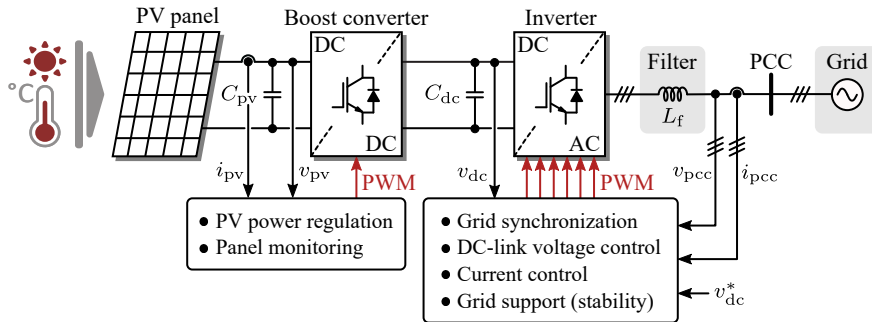 PV panel
Boost converter
Inverter
DC
DC
Filter
PCC
Grid
°C
C_pv
C_dc
L_f
DC
AC
i_pv
v_pv
PWM
v_dc
PWM
v_pcc
i_pcc
● PV power regulation
● Panel monitoring
● Grid synchronization
● DC-link voltage control
● Current control
● Grid support (stability)
v*_dc